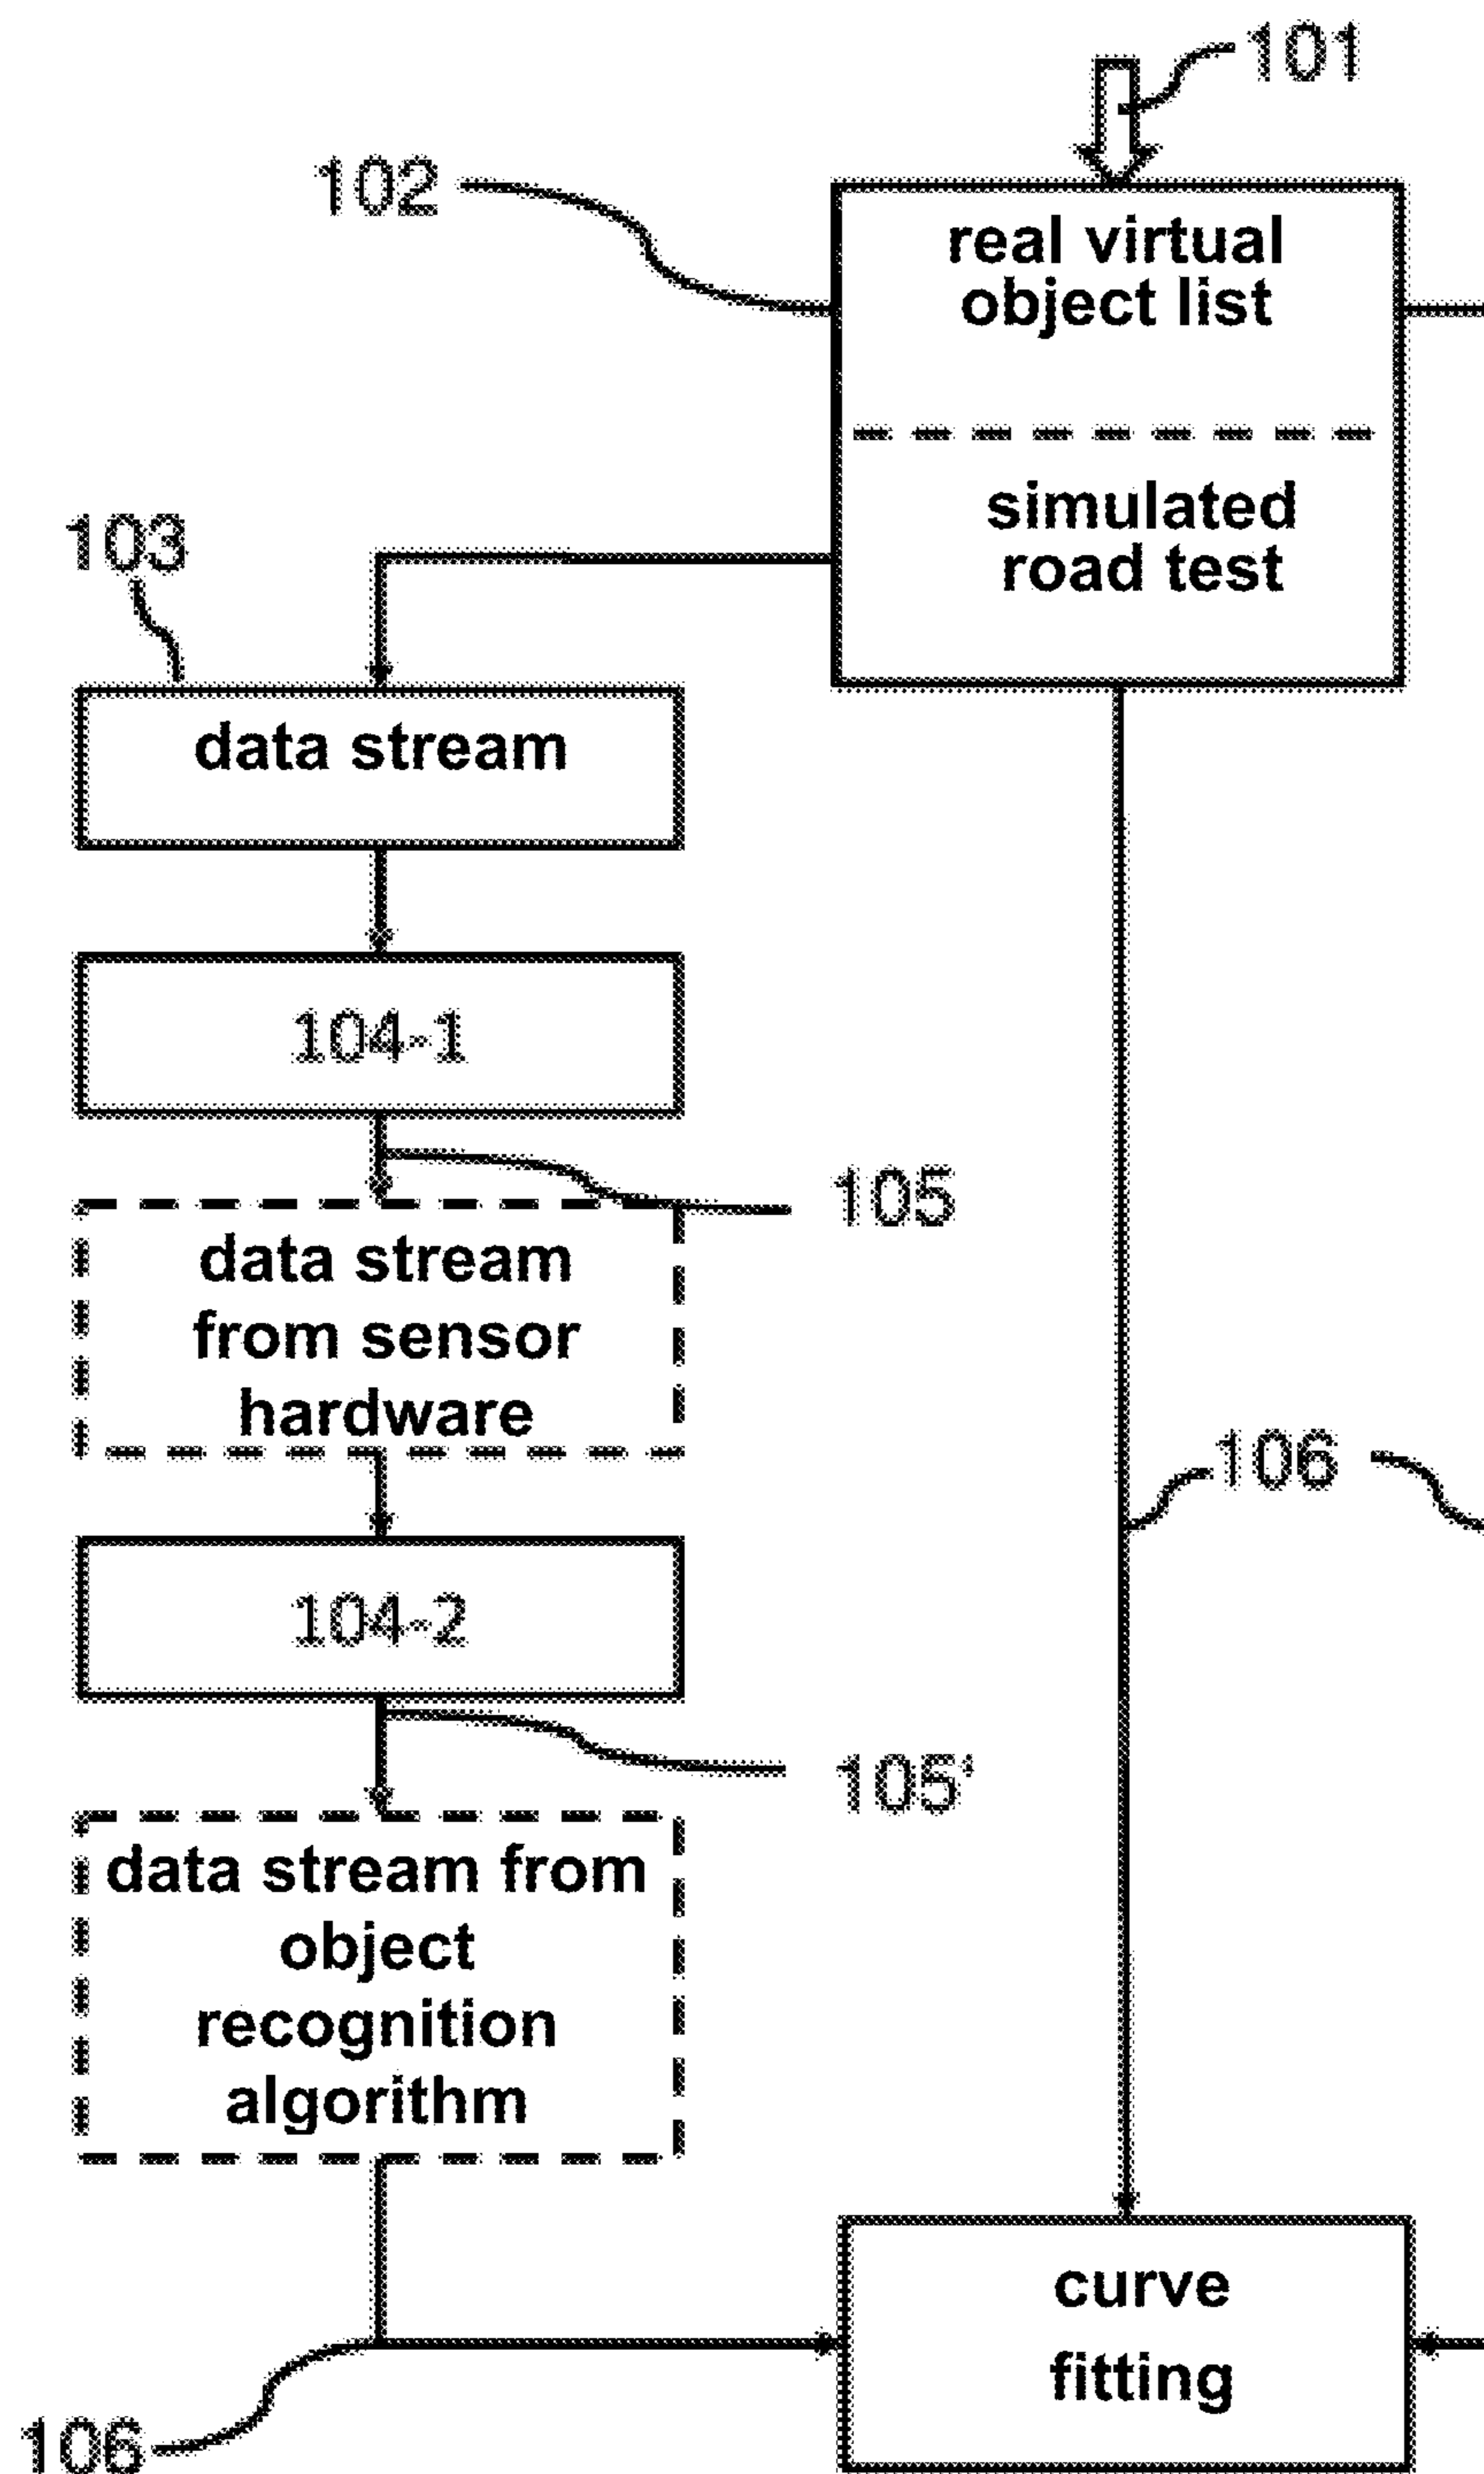 101
102
real virtual
object list
simulated
road test
103
data stream
104-1
105
data stream
from sensor
hardware
106
104-2
105'
data stream from
object
recognition
algorithm
curve
fitting
106